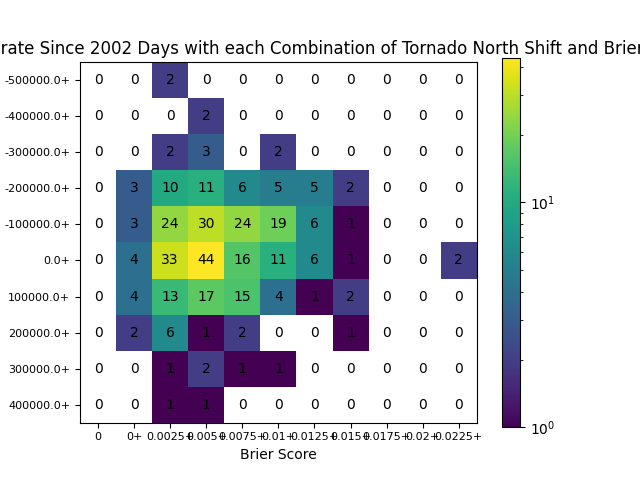 rate Since 2002 Days with each Combination of Tornado North Shift and Brier
-500000.0+ 0 0 2 0 0 0 0 0 0 0 0
-400000.0+ 0 0 0 2 0 0 0 0 0 0 0
-300000.0+ 0 0 2 3 0 2 0 0 0 0 0
-200000.0+ 0 3 10 11 6 5 5 2 0 0 0
-100000.0+ 0 3 24 30 24 19 6 1 0 0 0
0.0+ 0 4 33 44 16 11 6 1 0 0 2
100000.0+ 0 4 13 17 15 4 1 2 0 0 0
200000.0+ 0 2 6 1 2 0 0 1 0 0 0
300000.0+ 0 0 1 2 1 1 0 0 0 0 0
400000.0+ 0 0 1 1 0 0 0 0 0 0 0
0 0+ 0.0025+ 0.005+ 0.0075+ 0.01+ 0.0125+ 0.015+ 0.0175+ 0.02+ 0.0225+
Brier Score
10¹
10⁰